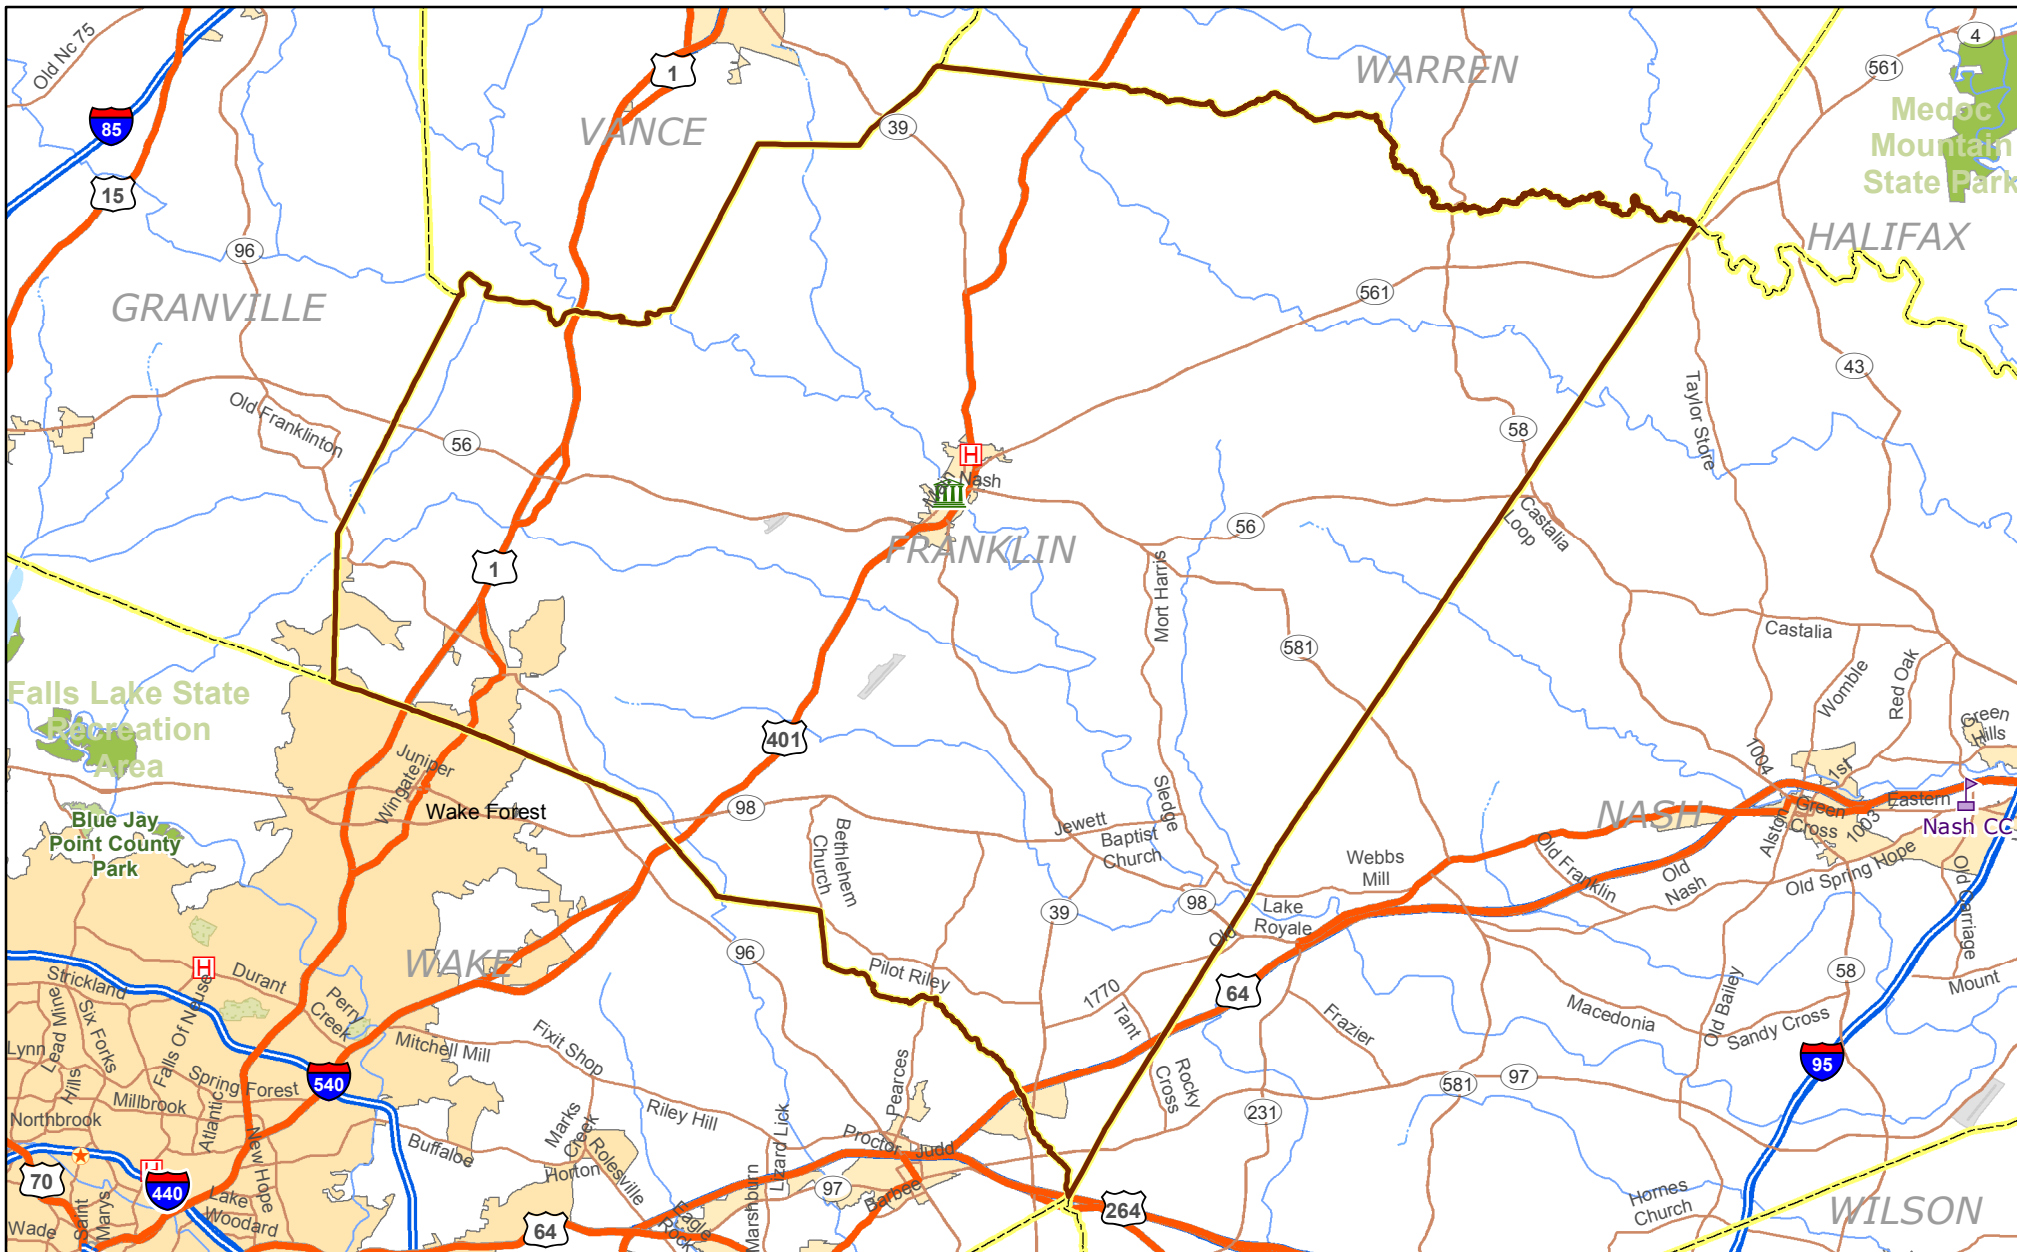 Old Nc 75
1
WARREN
4
561
85
VANCE
39
Medoc
Mountain
State Park
15
96
HALIFAX
GRANVILLE
561
43
Old Franklinton
56
58
Taylor Store
H
Main
Nash
56
Castalia
Loop
FRANKLIN
1
Mort Harris
581
Castalia
Womble
Red Oak
Falls Lake State
Recreation
Area
Green
Hills
401
Juniper
Wingate
1004
1st
Sledge
98
Wake Forest
Eastern
NASH
Green
Cross
1003
Nash CC
Blue Jay
Point County
Park
Bethlehem
Church
Jewett
Baptist
Church
Webbs
Mill
Alston
Old Franklin
Old
Nash
Old Spring Hope
Old Carriage
98
39
Lake
Royale
Old
WAKE
96
H
Durant
Strickland
Pilot Riley
58
64
1770
Tant
Mount
Lead Mine
Six Forks
Falls Of Neuse
Perry
Creek
Mitchell Mill
Fixit Shop
Frazier
Macedonia
Old Bailey
Sandy Cross
Lynn
Hills
540
95
Spring Forest
Pearces
Rocky
Cross
581
97
Millbrook
Northbrook
Atlantic
Riley Hill
231
Marks
Creek
Lizard Lick
Proctor
Judd
Buffaloe
New Hope
H
Horton
Rolesville
70
440
97
Barbee
Hornes
Church
Lake
Woodard
264
WILSON
Wade
Saint
Marys
64
Eagle
Rock
Marshburn